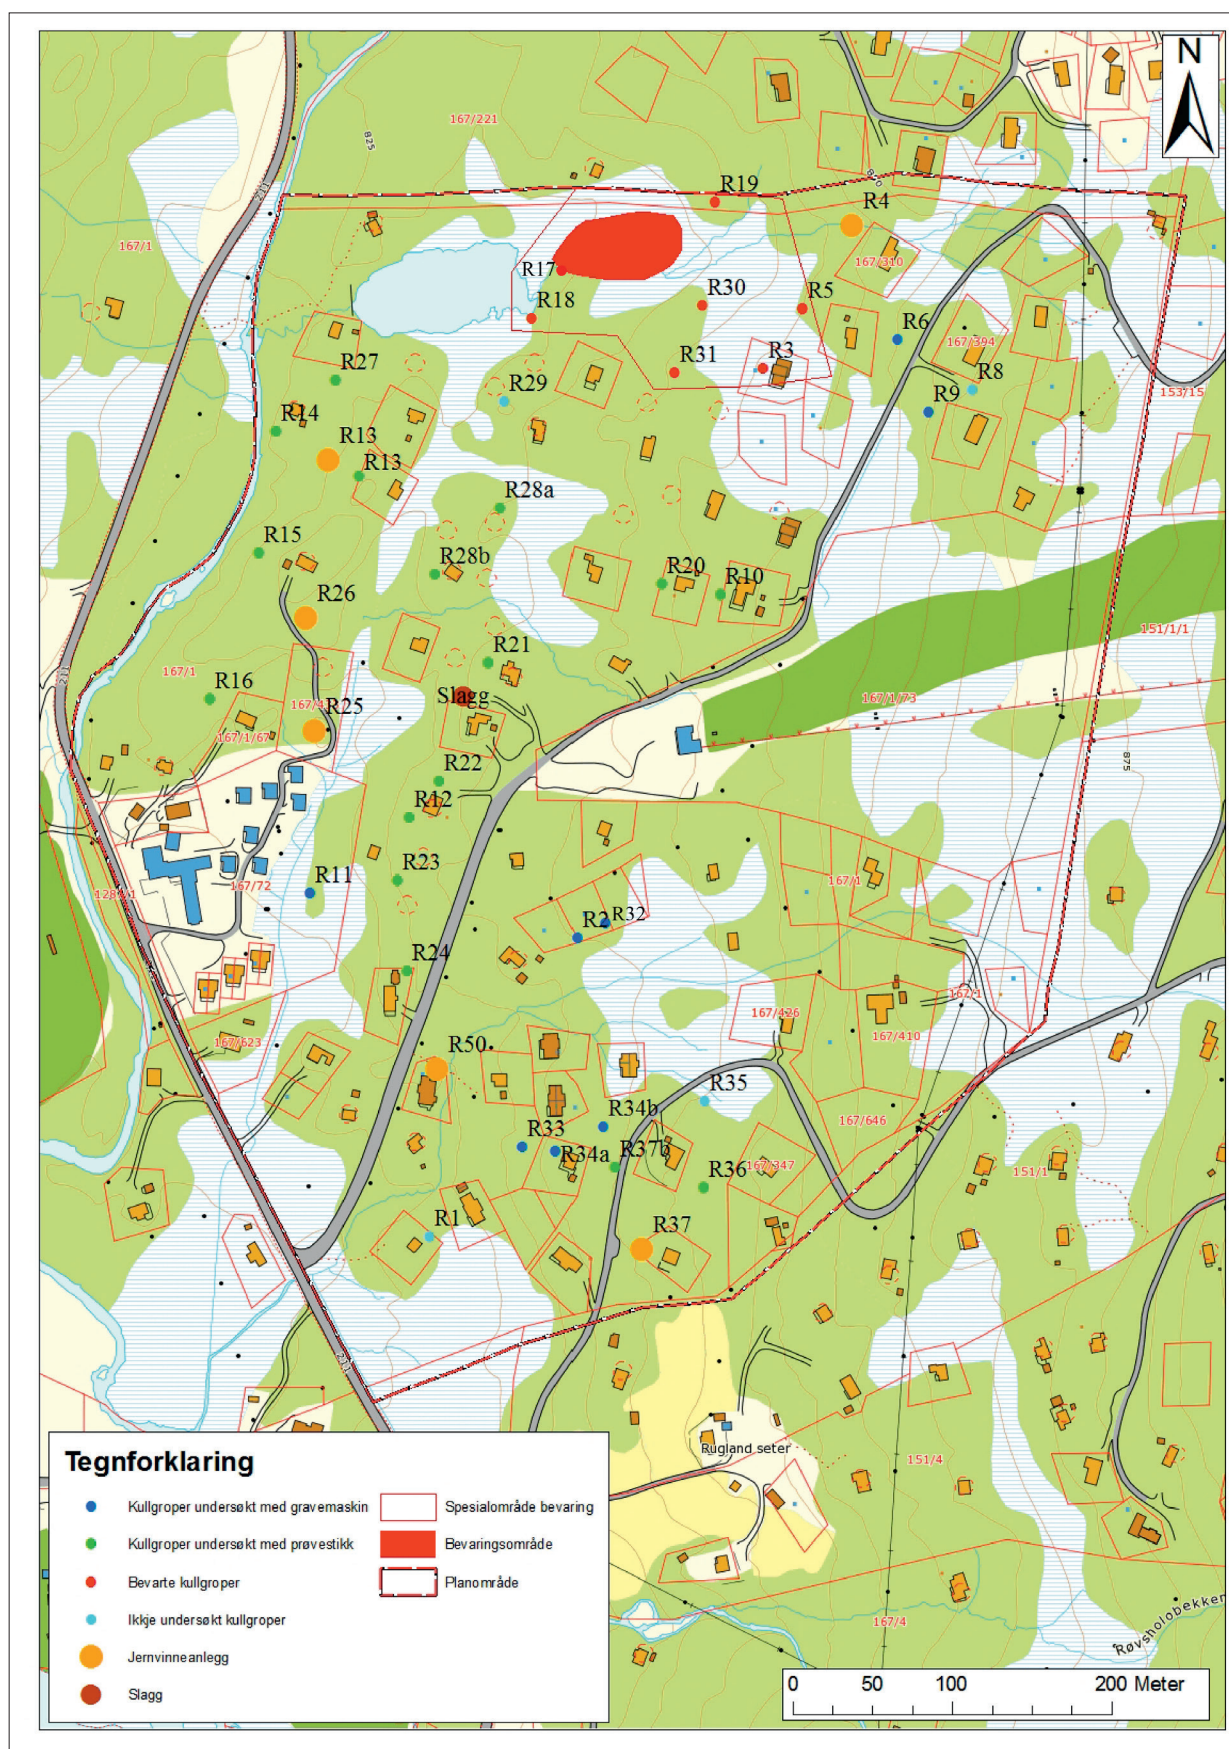 N
167/221
825
211
R19
R4
167/1
167/310
R17
R18
R30
R5
R6
167/394
R31
R3
R8
R9
153/15
R27
R29
R14
R13
R13
R28a
R15
R28b
R20
R10
R26
151/1/1
R21
167/1
R16
Slagg
167/1/73
R25
167/1/67
875
R22
R12
R23
167/1
167/72
R11
R2
R32
R24
167/1
167/426
167/410
167/623
R50
R35
R34b
167/646
R33
R34a
R37b
R36
167/347
151/1
R1
R37
211
Rugland seter
151/4
167/4
Røvsholobekken
Tegnforklaring
Kullgroper undersøkt med gravemaskin
Kullgroper undersøkt med prøvestikk
Bevarte kullgroper
Ikkje undersøkt kullgroper
Jernvinneanlegg
Slagg
Spesialområde bevaring
Bevaringsområde
Planområde
0 50 100 200 Meter